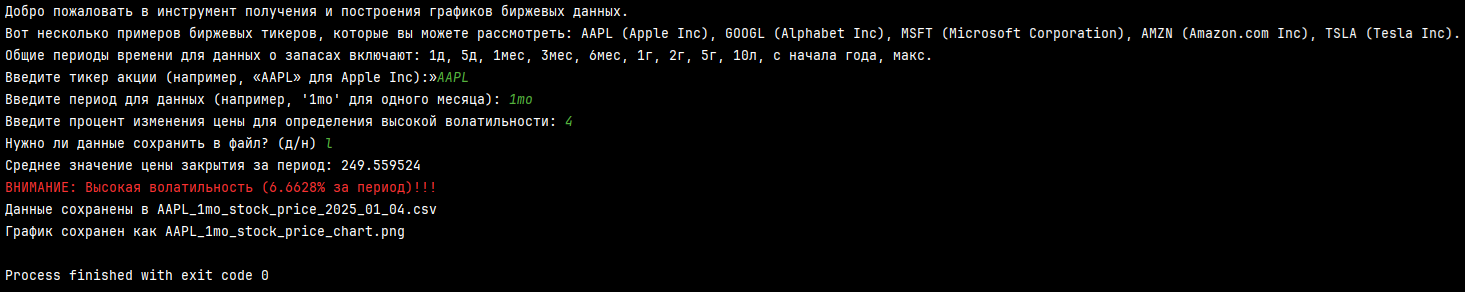 Добро пожаловать в инструмент получения и построения графиков биржевых данных.
Вот несколько примеров биржевых тикеров, которые вы можете рассмотреть: AAPL (Apple Inc), GOOGL (Alphabet Inc), MSFT (Microsoft Corporation), AMZN (Amazon.com Inc), TSLA (Tesla Inc).
Общие периоды времени для данных о запасах включают: 1д, 5д, 1мес, 3мес, 6мес, 1г, 2г, 5г, 10л, с начала года, макс.
Введите тикер акции (например, «AAPL» для Apple Inc):»AAPL
Введите период для данных (например, '1mo' для одного месяца): 1mo
Введите процент изменения цены для определения высокой волатильности: 4
Нужно ли данные сохранить в файл? (д/н) l
Среднее значение цены закрытия за период: 249.559524
ВНИМАНИЕ: Высокая волатильность (6.6628% за период)!!!
Данные сохранены в AAPL_1mo_stock_price_2025_01_04.csv
График сохранен как AAPL_1mo_stock_price_chart.png
Process finished with exit code 0